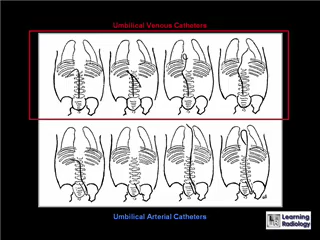 Umbilical Venous Catheters
Umbilical Arterial Catheters
Learning
Radiology